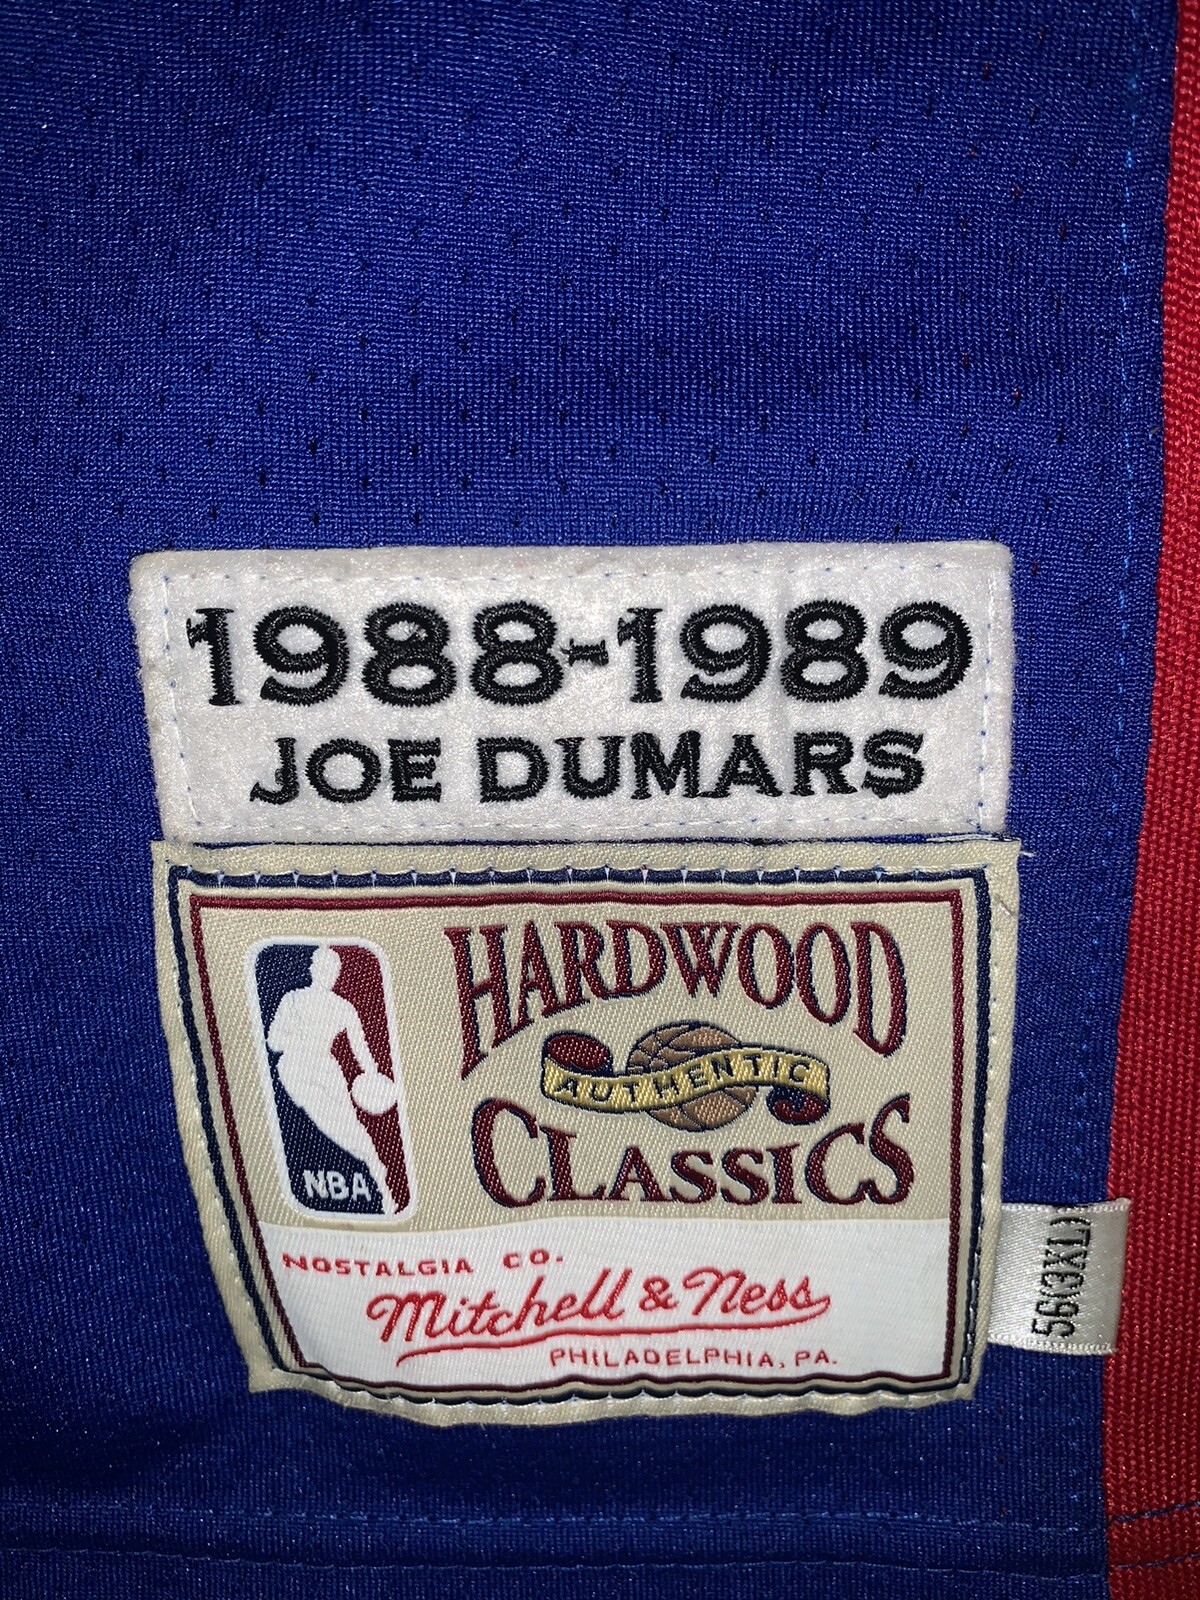 1988-1989
JOE DUMARS
HARDWOOD
AUTHENTIC
CLASSICS
NBA
NOSTALGIA CO.
Mitchell & Ness
PHILADELPHIA, PA.
56(3XL)